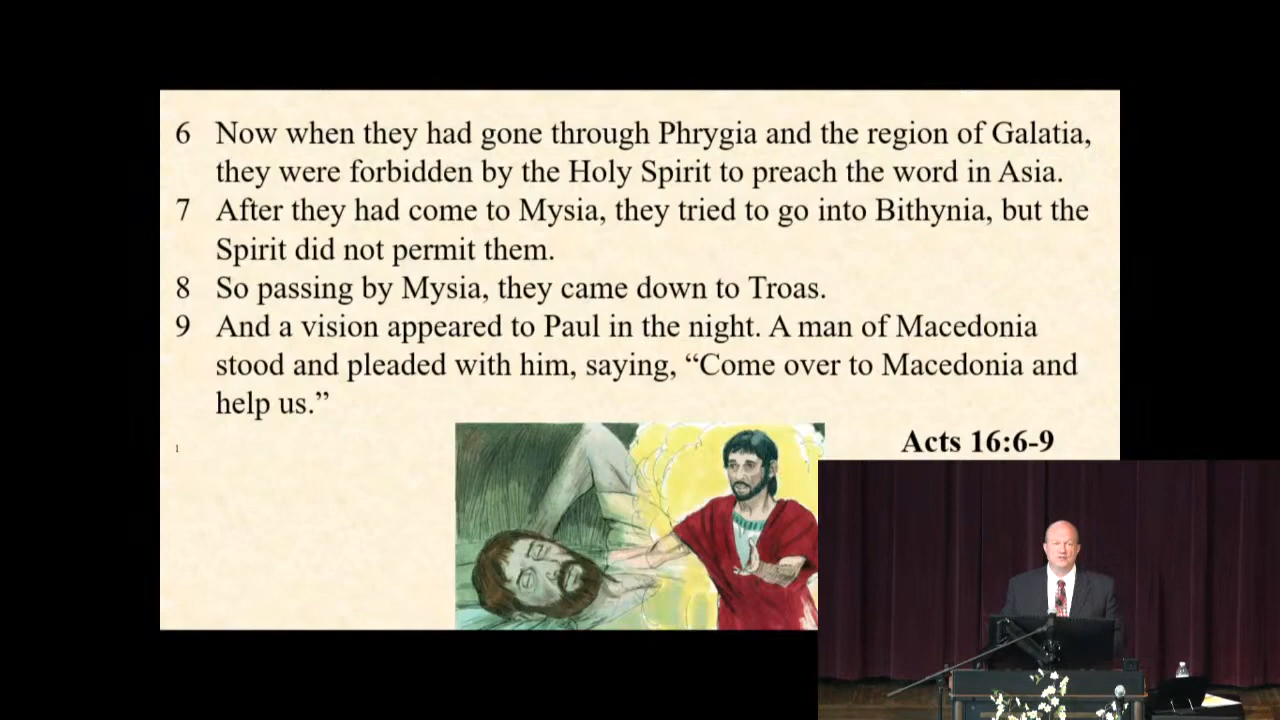 6 Now when they had gone through Phrygia and the region of Galatia,
they were forbidden by the Holy Spirit to preach the word in Asia.
7 After they had come to Mysia, they tried to go into Bithynia, but the
Spirit did not permit them.
8 So passing by Mysia, they came down to Troas.
9 And a vision appeared to Paul in the night. A man of Macedonia
stood and pleaded with him, saying, “Come over to Macedonia and
help us.”
Acts 16:6-9
1